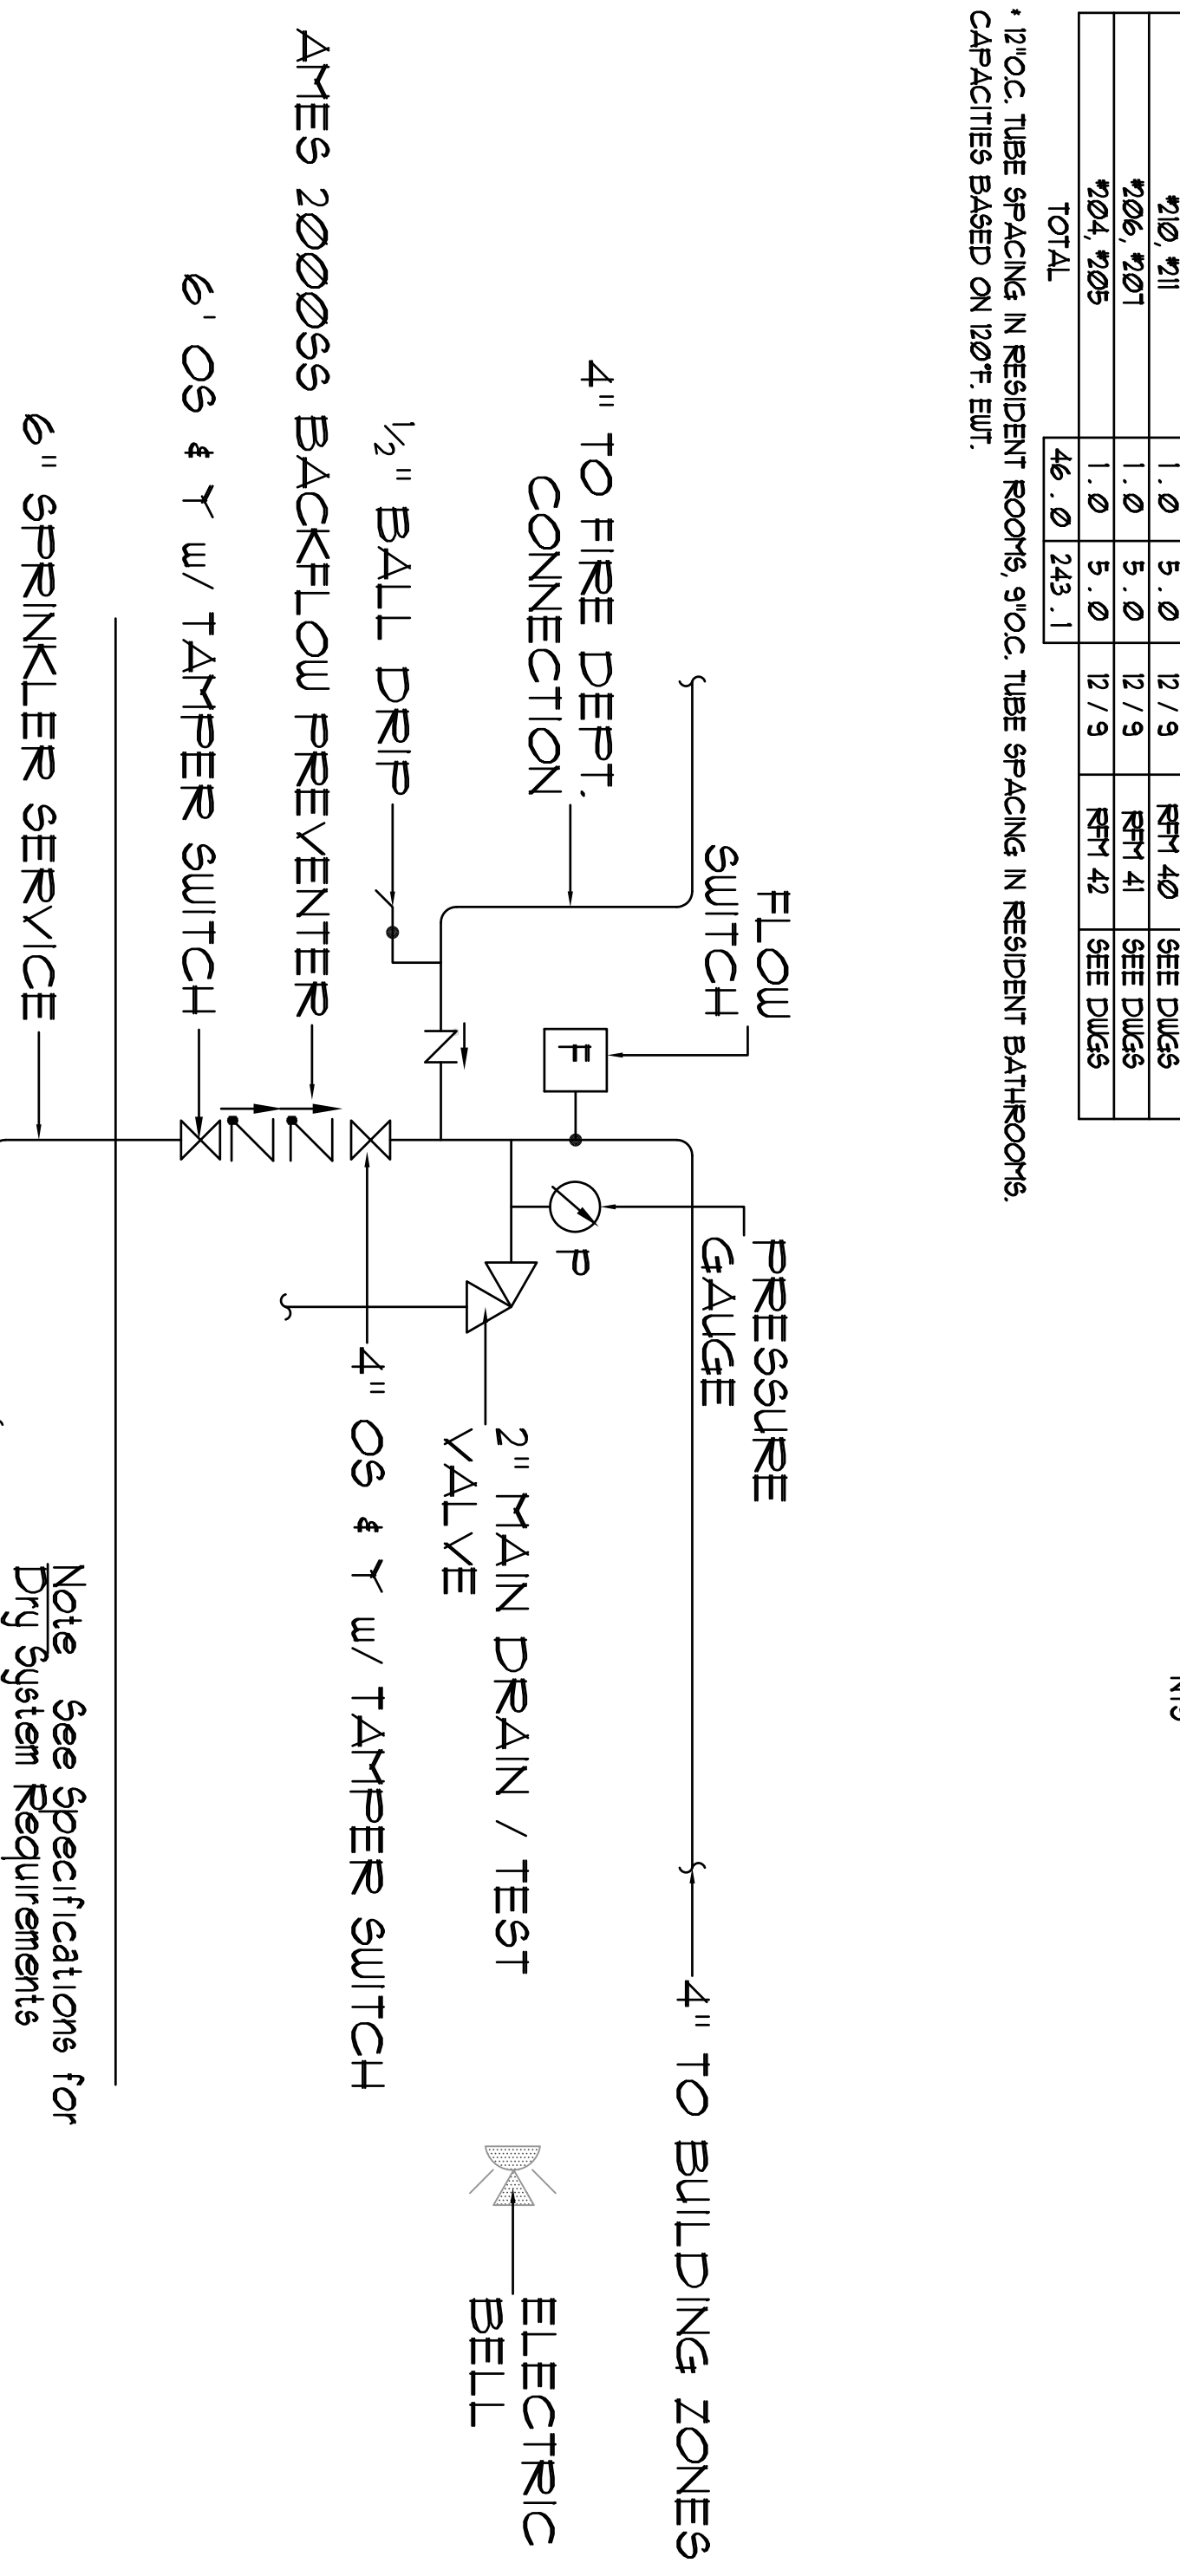 #210, #211 1.0 5.0 12 / 9 RFM 40 SEE DWGS
#206, #207 1.0 5.0 12 / 9 RFM 41 SEE DWGS
#204, #205 1.0 5.0 12 / 9 RFM 42 SEE DWGS
TOTAL 46.0 243.1
* 12"O.C. TUBE SPACING IN RESIDENT ROOMS, 9"O.C. TUBE SPACING IN RESIDENT BATHROOMS.
CAPACITIES BASED ON 120°F. EWT.
FLOW
SWITCH
PRESSURE
GAUGE
4" TO BUILDING ZONES
4" TO FIRE DEPT.
CONNECTION
F
P
2" MAIN DRAIN / TEST
VALVE
ELECTRIC
BELL
1/2" BALL DRIP
4" OS & Y w/ TAMPER SWITCH
AMES 2000SS BACKFLOW PREVENTER
6' OS & Y w/ TAMPER SWITCH
6" SPRINKLER SERVICE
Note See Specifications for
Dry System Requirements